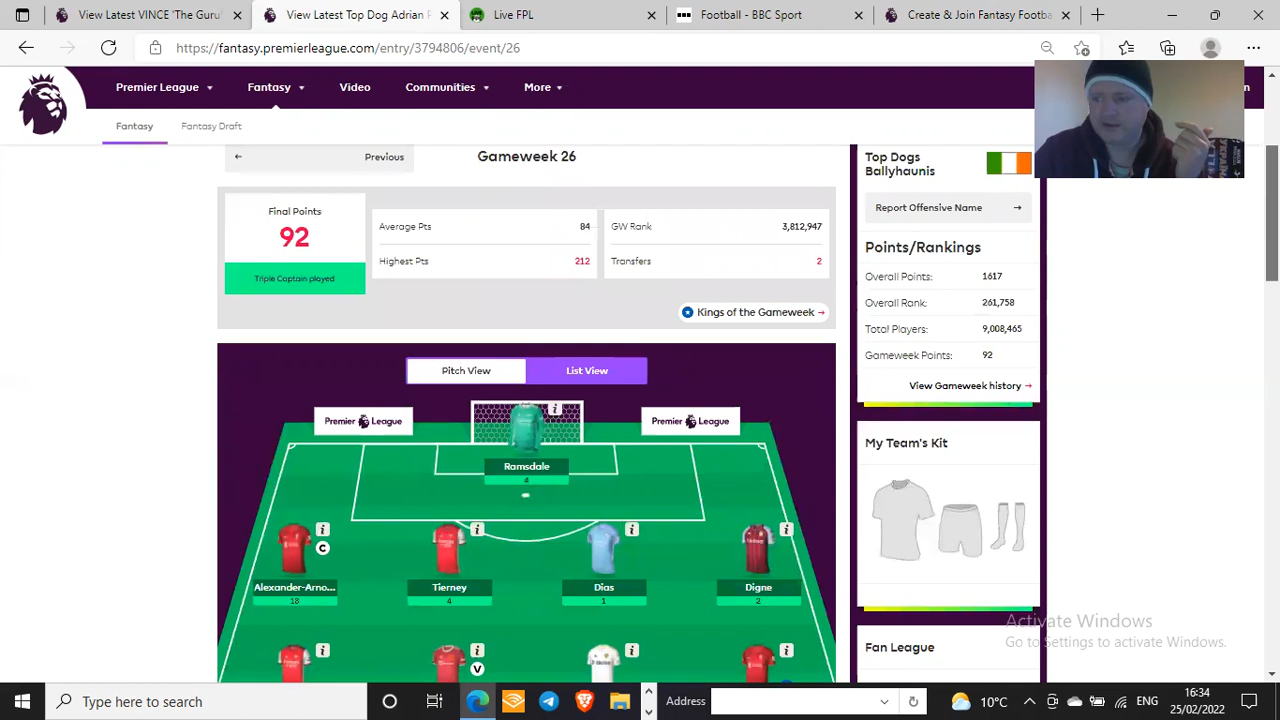 View Latest VINCE 'The Guru
View Latest Top Dog Adrian F
Live FPL
Football - BBC Sport
Create & Join Fantasy Footba
https://fantasy.premierleague.com/entry/3794806/event/26
Premier League
Fantasy
Video
Communities
More
n
Fantasy
Fantasy Draft
Previous
Gameweek 26
Final Points
92
Triple Captain played
Average Pts 84
Highest Pts 212
GW Rank 3,812,947
Transfers 2
Kings of the Gameweek
Top Dogs
Ballyhaunis
Report Offensive Name
Points/Rankings
Overall Points: 1617
Overall Rank: 261,758
Total Players: 9,008,465
Gameweek Points: 92
View Gameweek history
Pitch View
List View
Premier League
Premier League
Ramsdale
4
C
Alexander-Arno...
18
Tierney
4
Dias
1
Digne
2
V
My Team's Kit
Fan League
Activate Windows
Go to Settings to activate Windows.
Type here to search
Address
10°C
ENG
16:34
25/02/2022